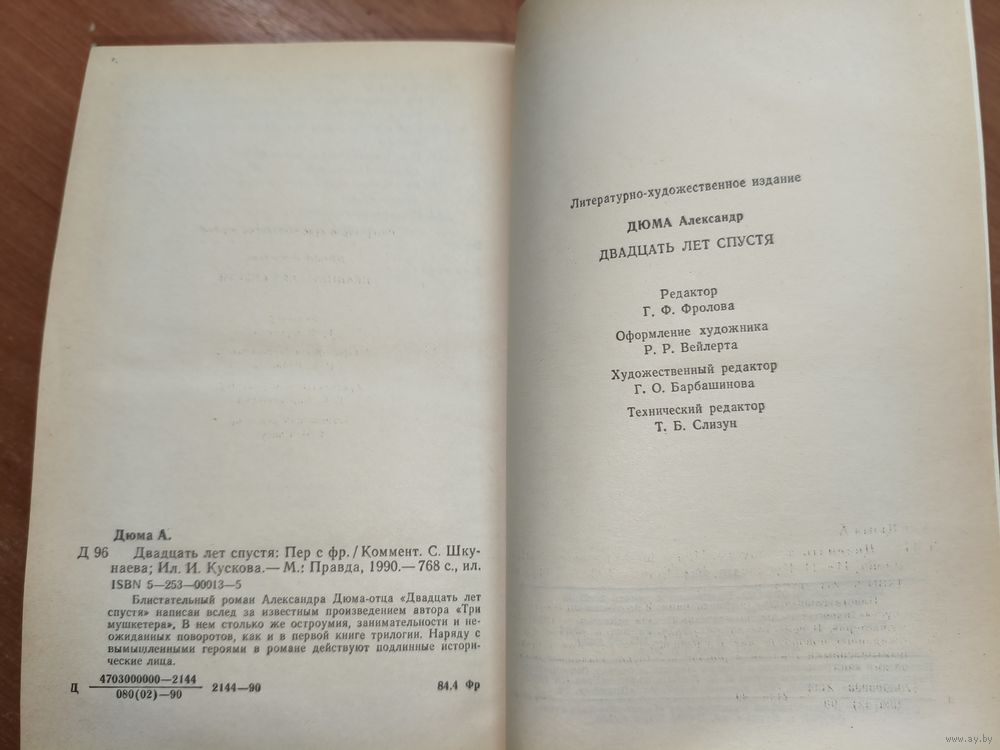 Дюма А.
Д 96 Двадцать лет спустя: Пер с фр./Коммент. С. Шку-
наева; Ил. И. Кускова.— М.: Правда, 1990.— 768 с., ил.
ISBN 5—253—00013—5
Блистательный роман Александра Дюма-отца «Двадцать лет
спустя» написан вслед за известным произведением автора «Три
мушкетера». В нем столько же остроумия, занимательности и не-
ожиданных поворотов, как и в первой книге трилогии. Наряду с
вымышленными героями в романе действуют подлинные истори-
ческие лица.
4703000000—2144
Ц 2144—90 84.4 Фр
080(02)—90
Литературно-художественное издание
ДЮМА Александр
ДВАДЦАТЬ ЛЕТ СПУСТЯ
Редактор
Г. Ф. Фролова
Оформление художника
Р. Р. Вейлерта
Художественный редактор
Г. О. Барбашинова
Технический редактор
Т. Б. Слизун
www.ay.by